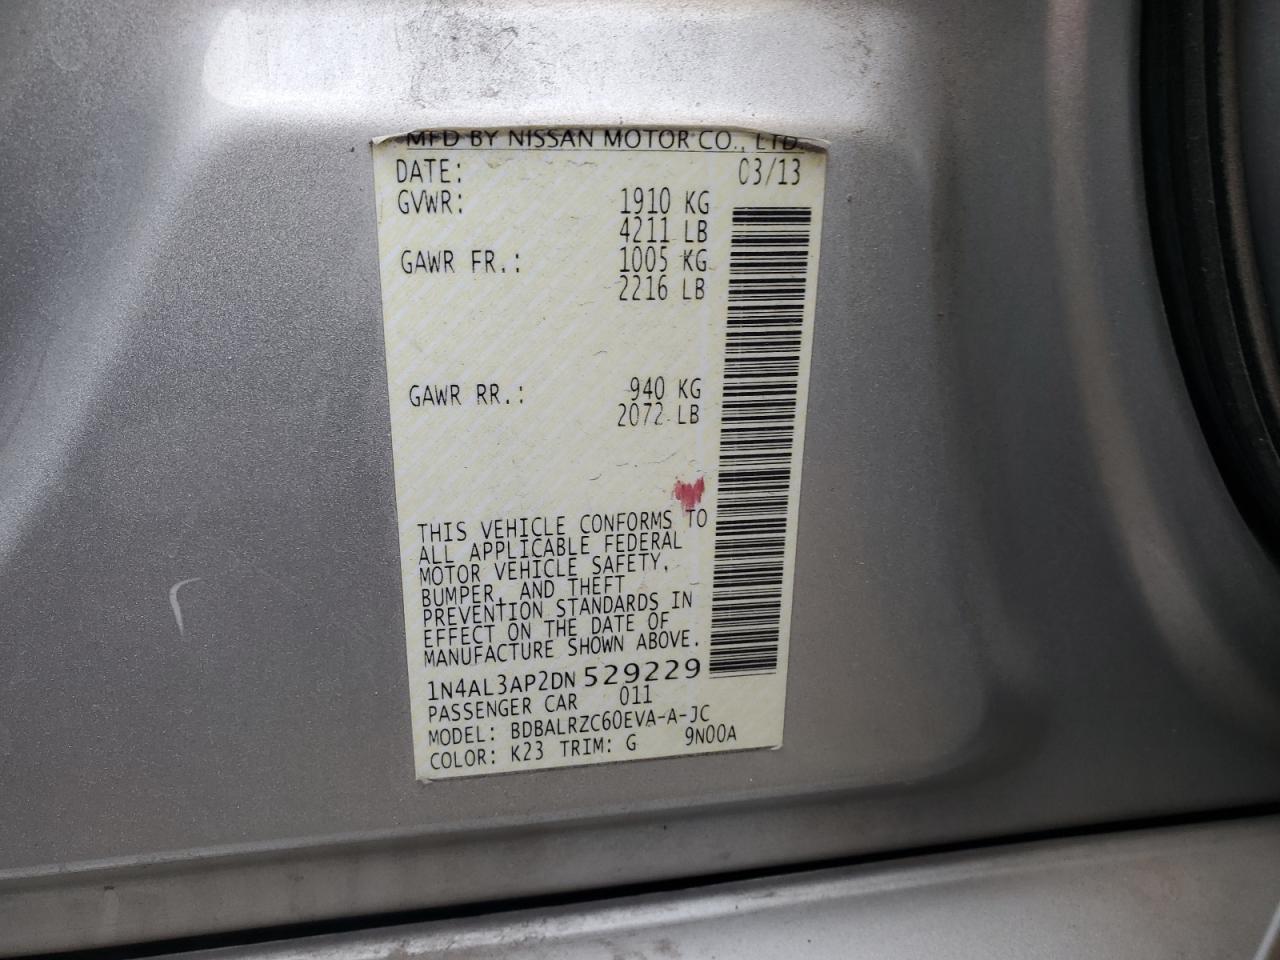 MFD BY NISSAN MOTOR CO., LTD.
DATE: 03/13
GVWR: 1910 KG
4211 LB
GAWR FR.: 1005 KG
2216 LB
GAWR RR.: 940 KG
2072 LB
THIS VEHICLE CONFORMS TO
ALL APPLICABLE FEDERAL
MOTOR VEHICLE SAFETY,
BUMPER, AND THEFT
PREVENTION STANDARDS IN
EFFECT ON THE DATE OF
MANUFACTURE SHOWN ABOVE.
1N4AL3AP2DN529229
PASSENGER CAR 011
MODEL: BDBALRZC60EVA-A-JC
COLOR: K23 TRIM: G 9N00A